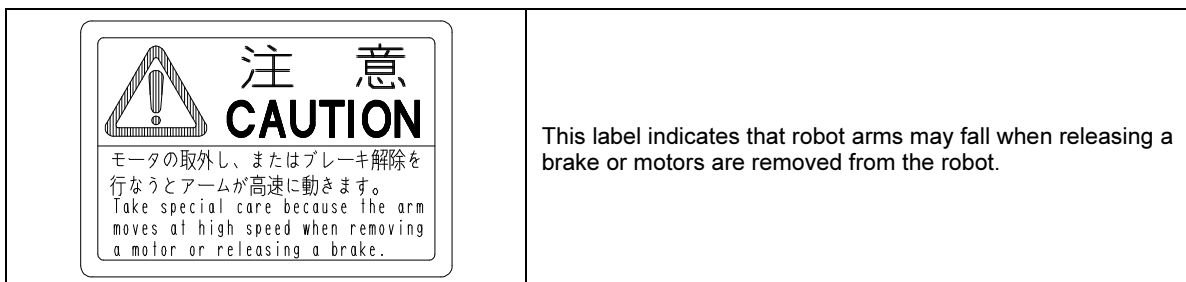 注 意
CAUTION
モータの取外し、またはブレーキ解除を
行なうとアームが高速に動きます。
Take special care because the arm
moves at high speed when removing
a motor or releasing a brake.
This label indicates that robot arms may fall when releasing a
brake or motors are removed from the robot.